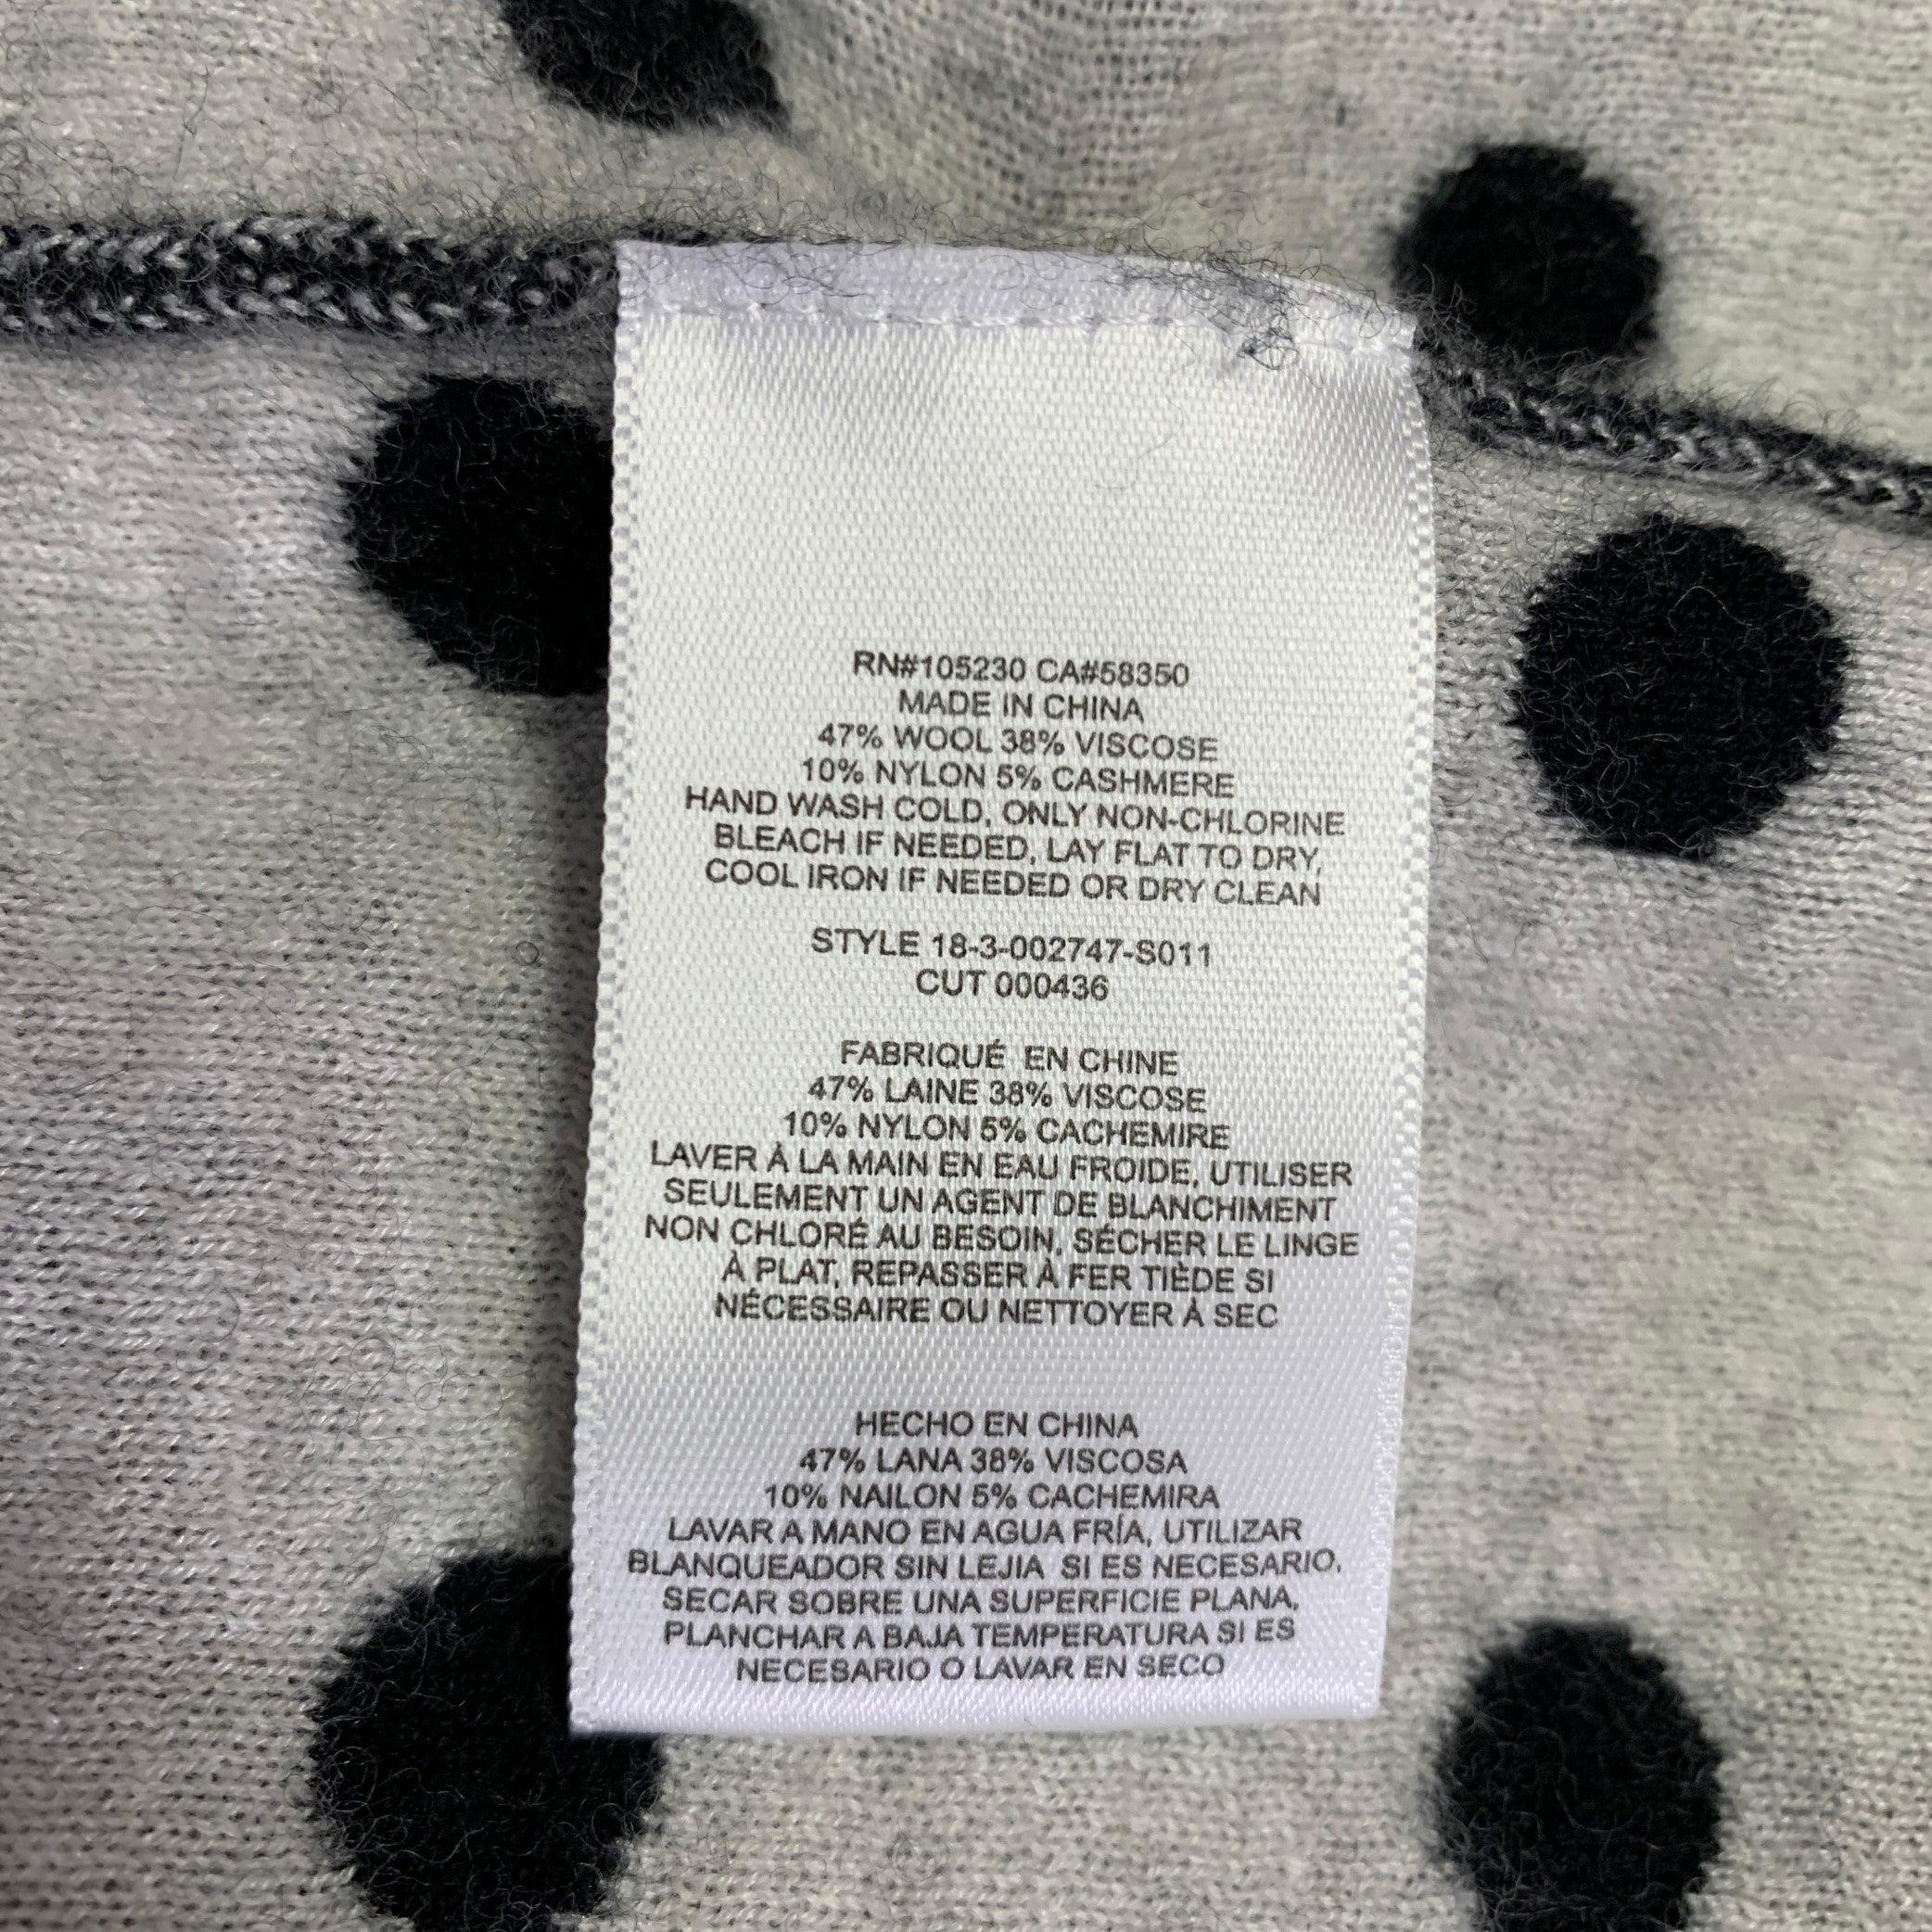 RN#105230 CA#58350
MADE IN CHINA
47% WOOL 38% VISCOSE
10% NYLON 5% CASHMERE
HAND WASH COLD, ONLY NON-CHLORINE
BLEACH IF NEEDED, LAY FLAT TO DRY,
COOL IRON IF NEEDED OR DRY CLEAN
STYLE 18-3-002747-S011
CUT 000436
FABRIQUÉ EN CHINE
47% LAINE 38% VISCOSE
10% NYLON 5% CACHEMIRE
LAVER À LA MAIN EN EAU FROIDE, UTILISER
SEULEMENT UN AGENT DE BLANCHIMENT
NON CHLORÉ AU BESOIN, SÉCHER LE LINGE
À PLAT, REPASSER À FER TIÈDE SI
NÉCESSAIRE OU NETTOYER À SEC
HECHO EN CHINA
47% LANA 38% VISCOSA
10% NAILON 5% CACHEMIRA
LAVAR A MANO EN AGUA FRÍA, UTILIZAR
BLANQUEADOR SIN LEJIA SI ES NECESARIO,
SECAR SOBRE UNA SUPERFICIE PLANA,
PLANCHAR A BAJA TEMPERATURA SI ES
NECESARIO O LAVAR EN SECO